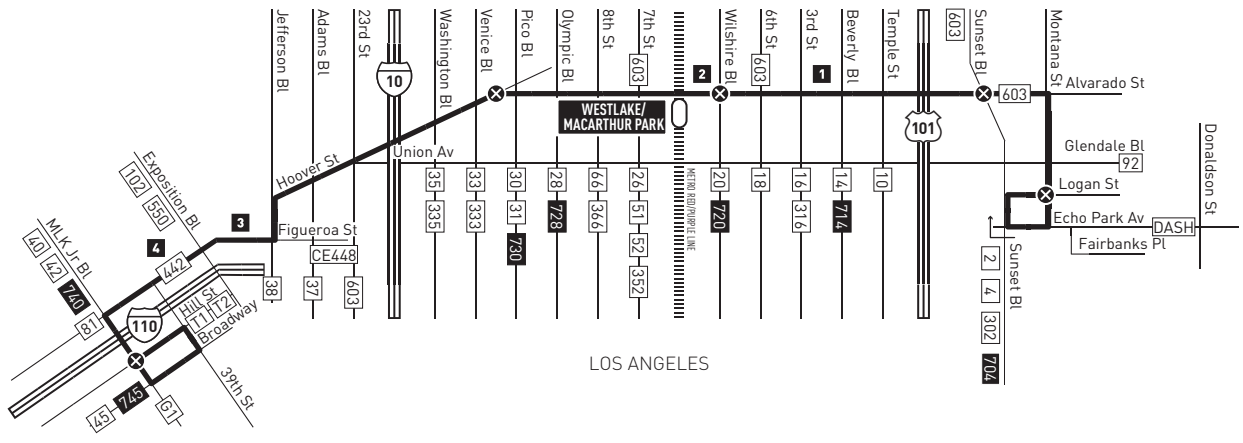 Jefferson Bl
Adams Bl
23rd St
10
Washington Bl
Venice Bl
Pico Bl
Olympic Bl
8th St
7th St
603
2
Wilshire Bl
6th St
603
3rd St
1
Beverly Bl
Temple St
101
603
Sunset Bl
Montana St
603
Alvarado St
WESTLAKE/
MACARTHUR PARK
Hoover St
Union Av
Glendale Bl
92
Donaldson St
Logan St
Echo Park Av
DASH
Fairbanks Pl
Exposition Bl
102
550
3
Figueroa St
CE448
4
442
MLK Jr Bl
40
42
740
81
110
Hill St
T1
T2
Broadway
39th St
45
745
G1
38
37
603
35
335
33
333
30
31
730
28
728
66
366
26
51
52
352
METRO RED/PURPLE LINE
20
720
18
16
316
14
714
10
Sunset Bl
2
4
302
704
LOS ANGELES